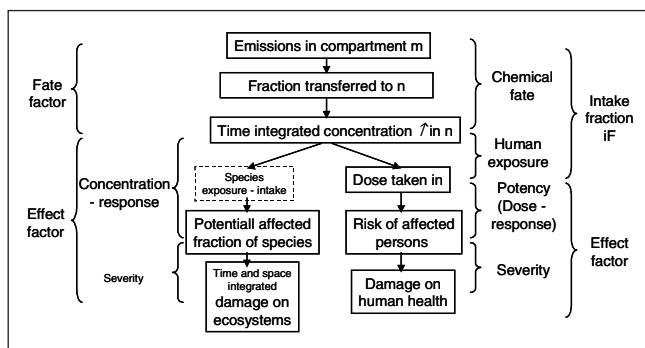 Emissions in compartment m
Fraction transferred to n
Time integrated concentration ↑ in n
Species
exposure - intake
Dose taken in
Potentiall affected
fraction of species
Risk of affected
persons
Time and space
integrated
damage on
ecosystems
Damage on
human health
Fate
factor
Effect
factor
Concentration
- response
Severity
Chemical
fate
Human
exposure
Potency
(Dose -
response)
Severity
Intake
fraction
iF
Effect
factor